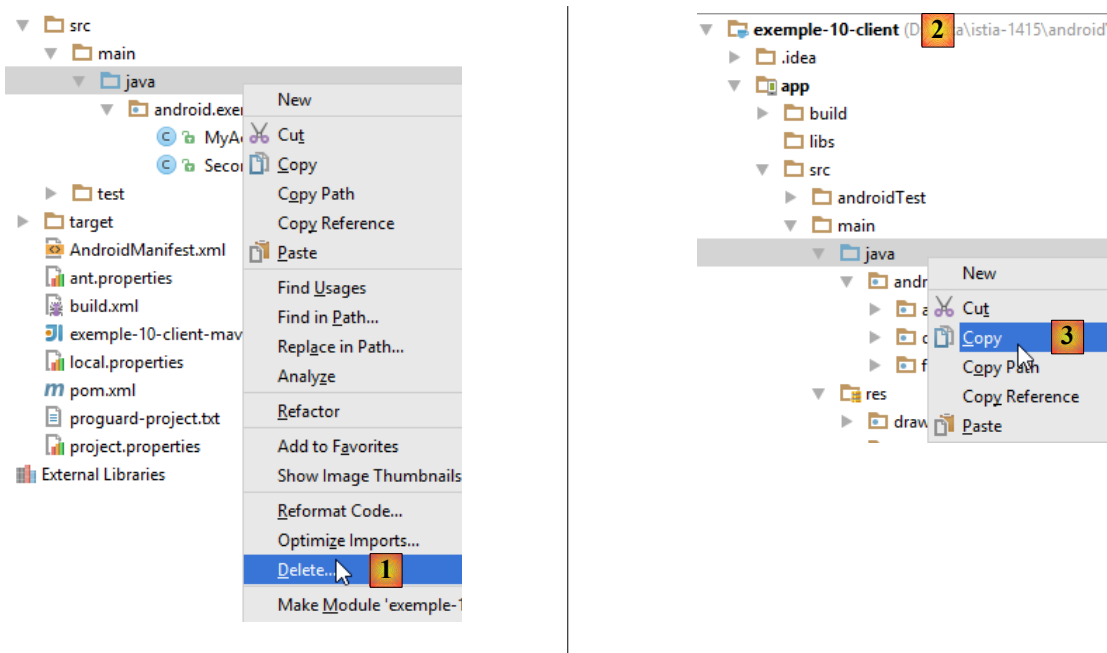 src
main
java
android.exer
MyA
Secor
test
target
AndroidManifest.xml
ant.properties
build.xml
exemple-10-client-mav
local.properties
pom.xml
proguard-project.txt
project.properties
External Libraries
New
Cut
Copy
Copy Path
Copy Reference
Paste
Find Usages
Find in Path...
Replace in Path...
Analyze
Refactor
Add to Favorites
Show Image Thumbnails
Reformat Code...
Optimize Imports...
Delete...
1
Make Module 'exemple-1
exemple-10-client (D 2 a\istia-1415\android
.idea
app
build
libs
src
androidTest
main
java
andr
a
c
f
res
draw
New
Cut
Copy
3
Copy Path
Copy Reference
Paste